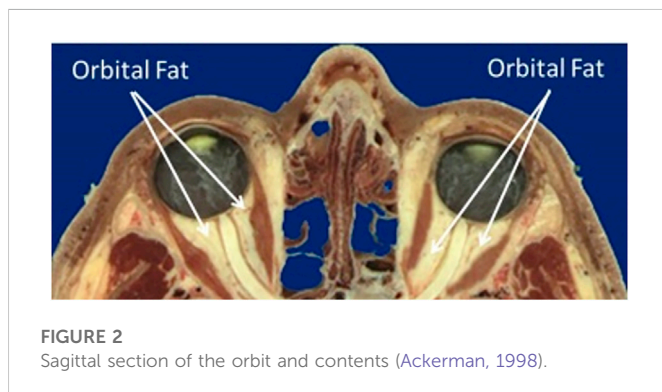 Orbital Fat
Orbital Fat
FIGURE 2
Sagittal section of the orbit and contents (Ackerman, 1998).